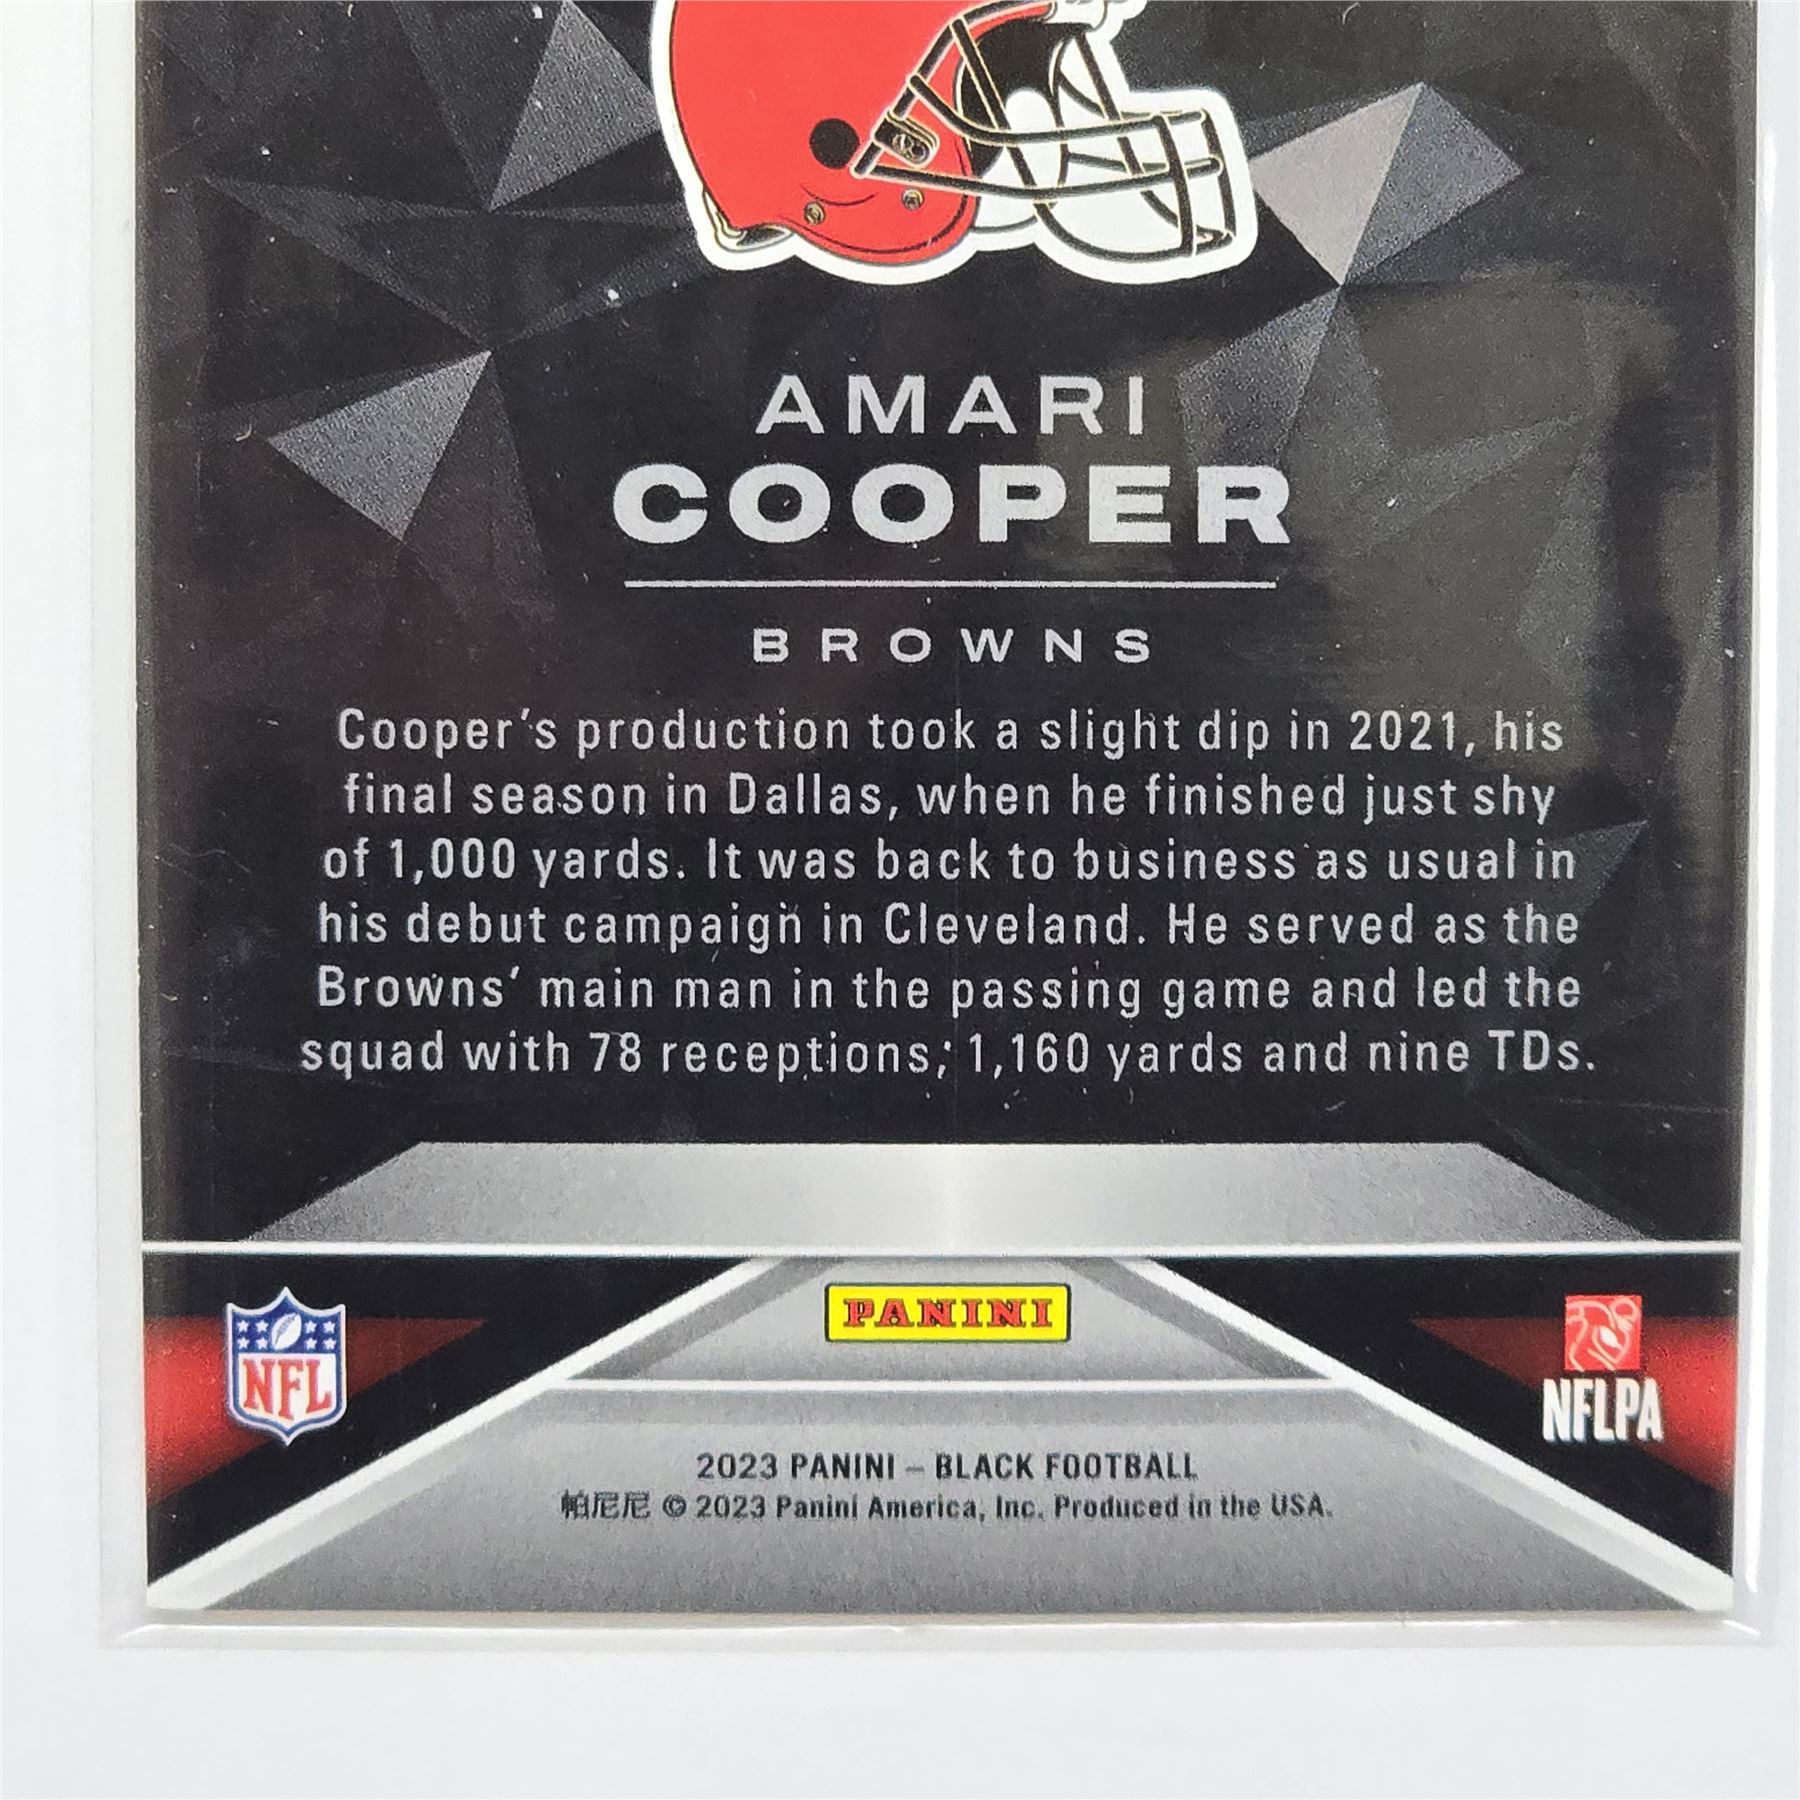 AMARI
COOPER
BROWNS
Cooper's production took a slight dip in 2021, his
final season in Dallas, when he finished just shy
of 1,000 yards. It was back to business as usual in
his debut campaign in Cleveland. He served as the
Browns' main man in the passing game and led the
squad with 78 receptions, 1,160 yards and nine TDs.
PANINI
NFL
NFLPA
2023 PANINI – BLACK FOOTBALL
帕尼尼 © 2023 Panini America, Inc. Produced in the USA.